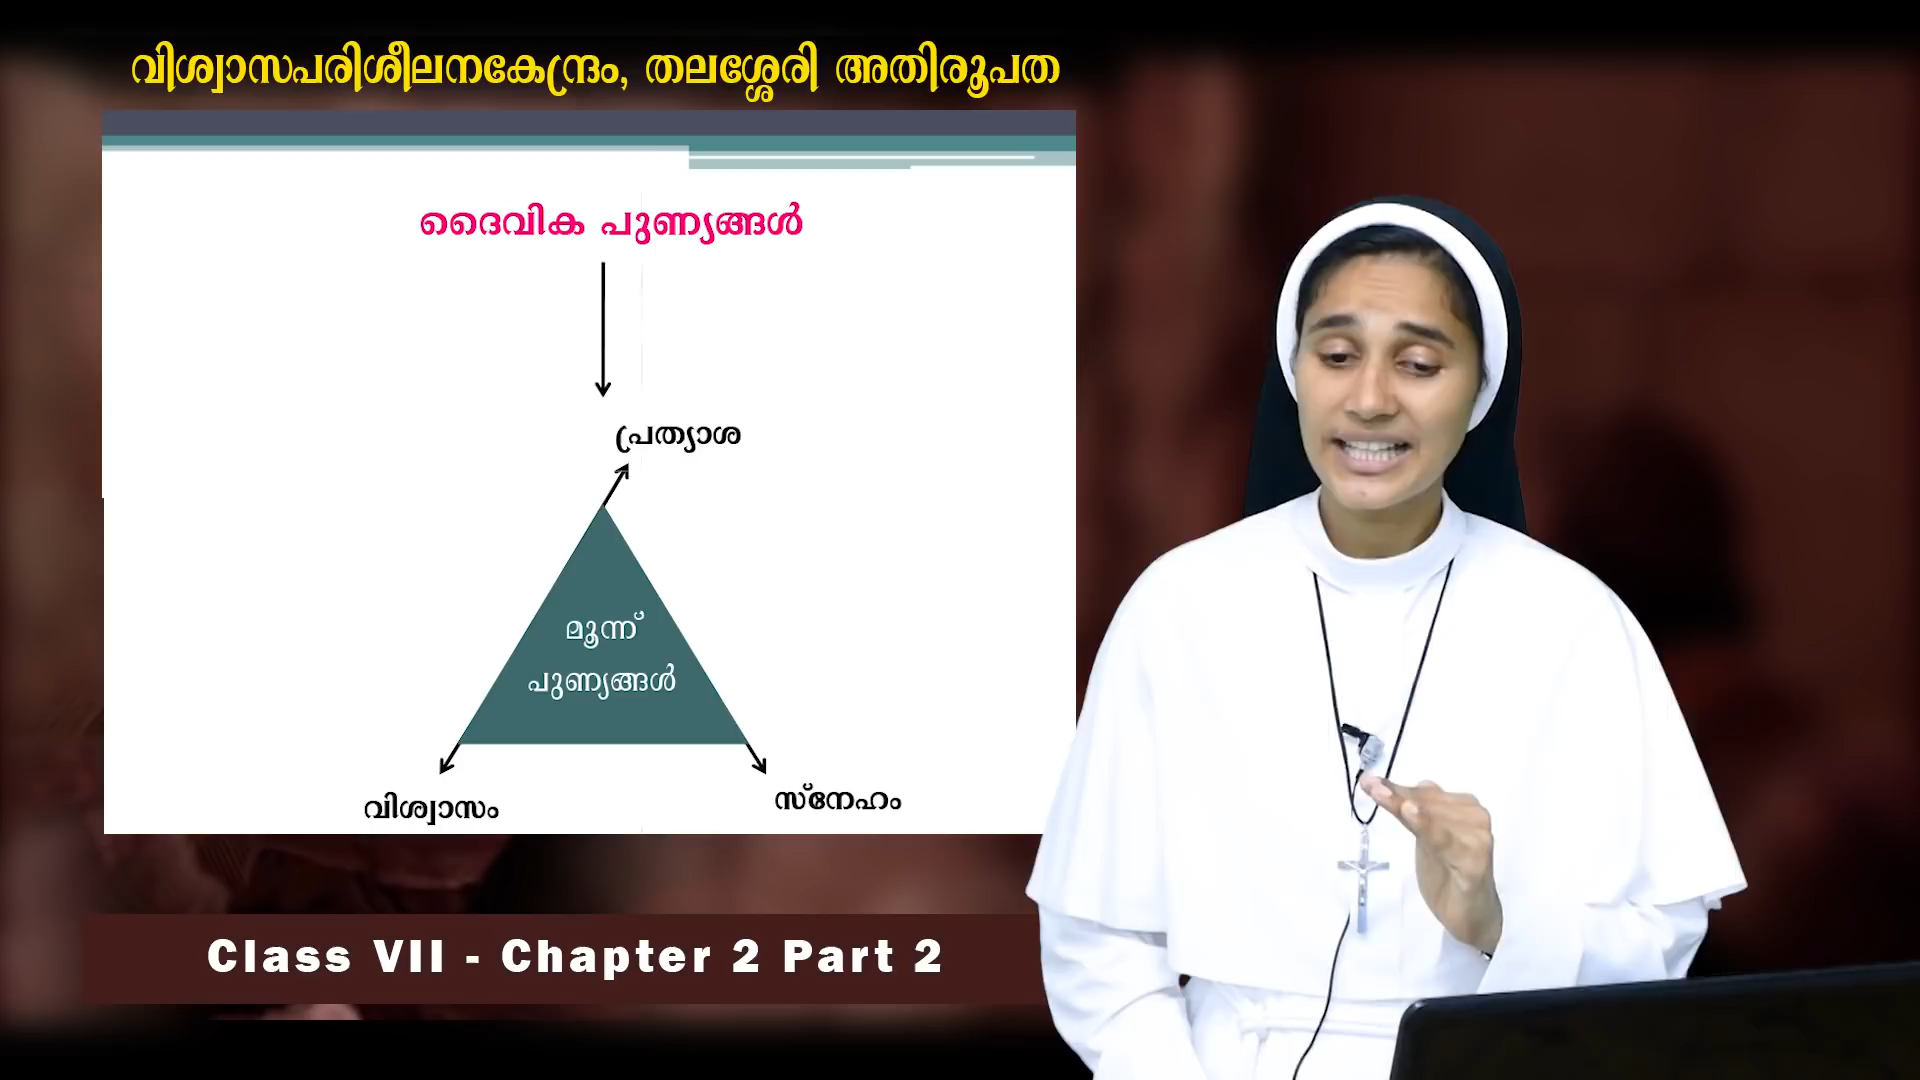 വിശ്വാസപരിശീലനകേന്ദ്രം, തലശ്ശേരി അതിരൂപത
ദൈവിക പുണ്യങ്ങൾ
പ്രത്യാശ
മൂന്ന്
പുണ്യങ്ങൾ
വിശ്വാസം
സ്നേഹം
Class VII - Chapter 2 Part 2